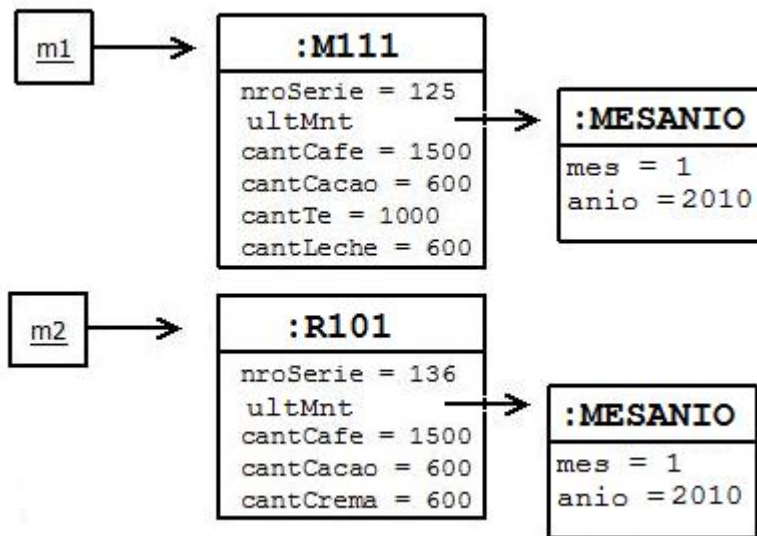 m1
:M111
nroSerie = 125
ultMnt
cantCafe = 1500
cantCacao = 600
cantTe = 1000
cantLeche = 600
:MESANIO
mes = 1
anio =2010
m2
:R101
nroSerie = 136
ultMnt
cantCafe = 1500
cantCacao = 600
cantCrema = 600
:MESANIO
mes = 1
anio =2010